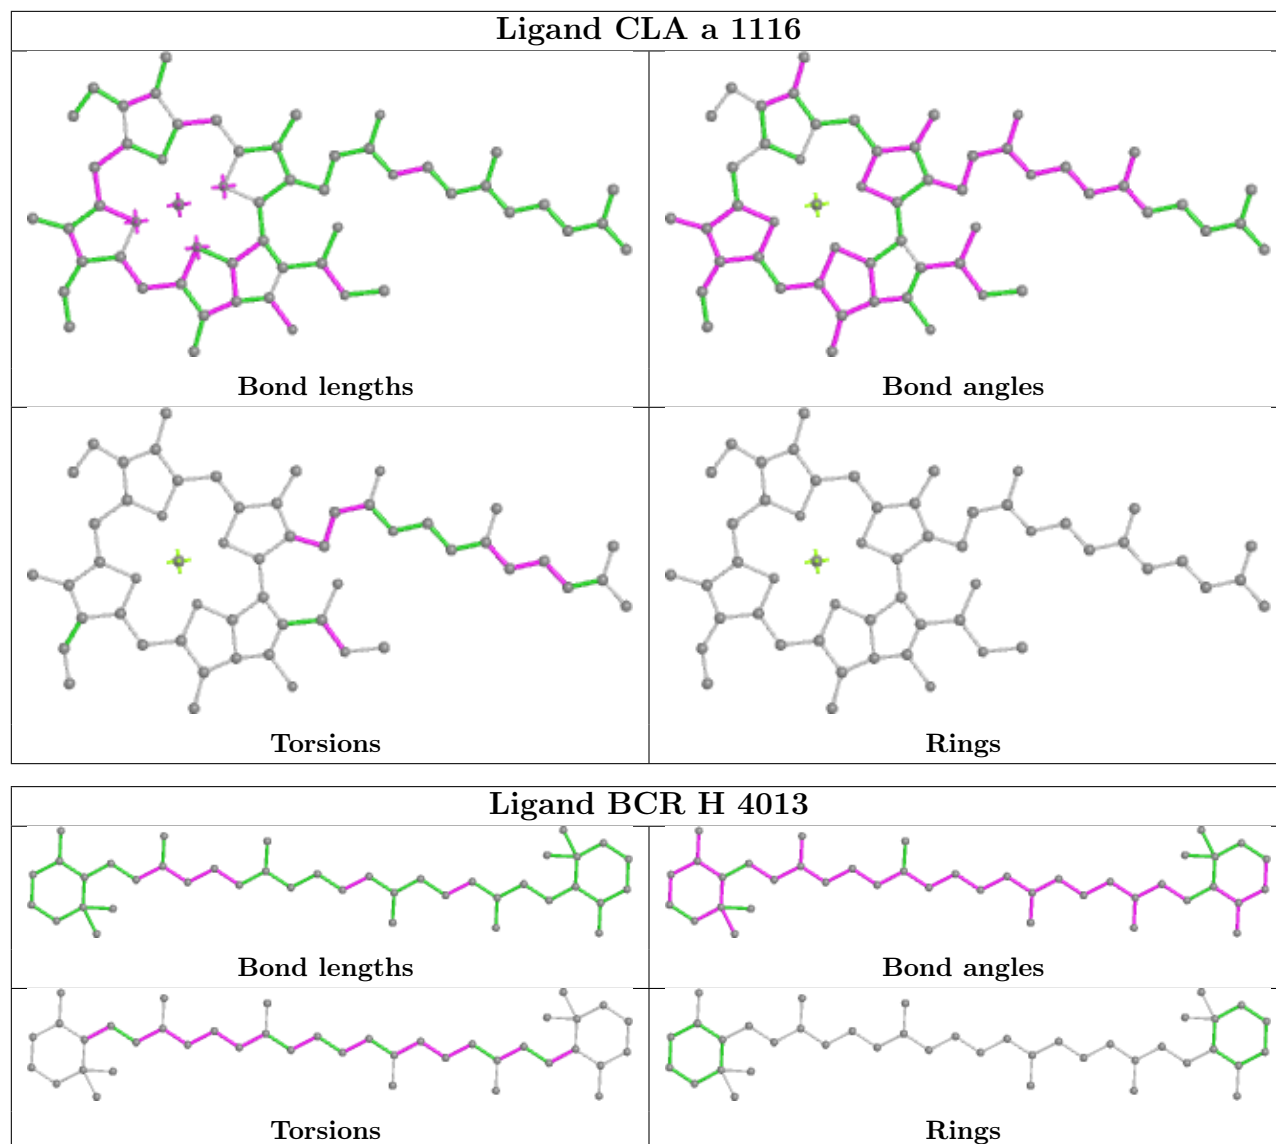 Ligand CLA a 1116
Bond lengths
Bond angles
Torsions
Rings
Ligand BCR H 4013
Bond lengths
Bond angles
Torsions
Rings